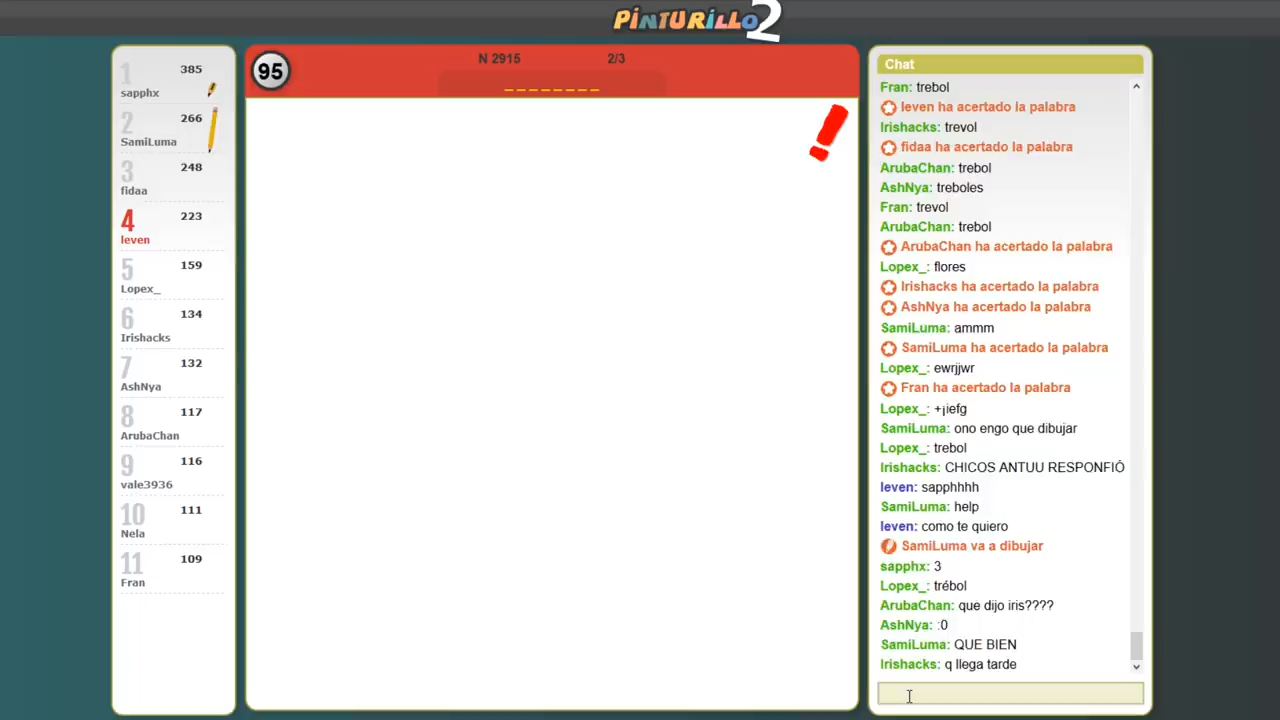 PINTURILLO 2
1 385
sapphx
2 266
SamiLuma
3 248
fidaa
4 223
leven
5 159
Lopex_
6 134
Irishacks
7 132
AshNya
8 117
ArubaChan
9 116
vale3936
10 111
Nela
11 109
Fran
95
N 2915 2/3
_ _ _ _ _ _ _ _
!
Chat
Fran: trebol
leven ha acertado la palabra
Irishacks: trevol
fidaa ha acertado la palabra
ArubaChan: trebol
AshNya: treboles
Fran: trevol
ArubaChan: trebol
ArubaChan ha acertado la palabra
Lopex_: flores
Irishacks ha acertado la palabra
AshNya ha acertado la palabra
SamiLuma: ammm
SamiLuma ha acertado la palabra
Lopex_: ewrjjwr
Fran ha acertado la palabra
Lopex_: +¡iefg
SamiLuma: ono engo que dibujar
Lopex_: trebol
Irishacks: CHICOS ANTUU RESPONFIÓ
leven: sapphhhh
SamiLuma: help
leven: como te quiero
SamiLuma va a dibujar
sapphx: 3
Lopex_: trébol
ArubaChan: que dijo iris????
AshNya: :0
SamiLuma: QUE BIEN
Irishacks: q llega tarde